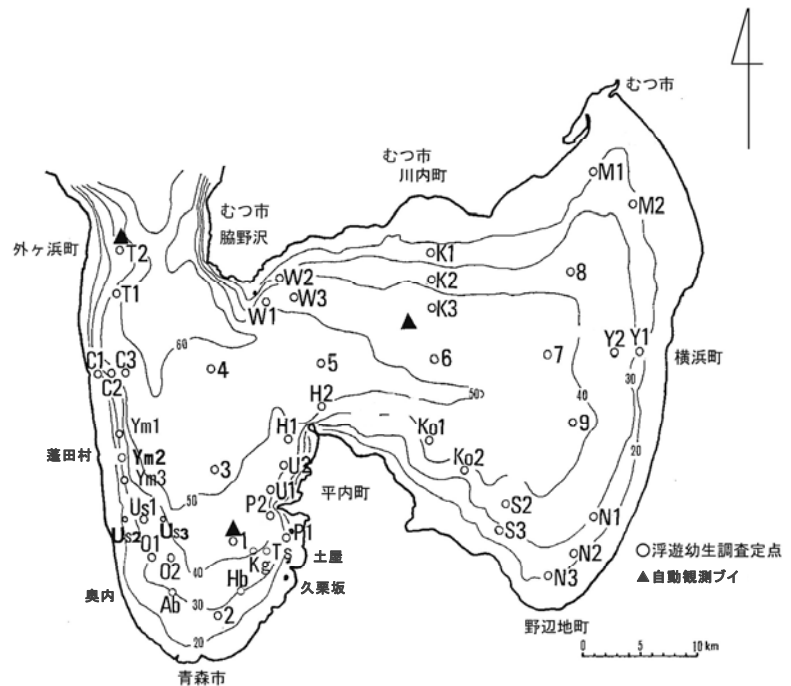 むつ市
むつ市
川内町
M1
M2
むつ市
脇野沢
外ヶ浜町
T2
K1
8
W2
K2
T1
W3
W1
K3
60
Y2
Y1
横浜町
5
6
7
C1
C3
4
C2
30
H2
50
40
Ym1
H1
Ko1
9
蓬田村
Ym2
U2
Ko2
20
Ym3
3
50
U1
平内町
P2
S2
Us1
Us2
Us3
S3
N1
1
P1
O1
Ts
土屋
O2
Kg
N2
浮遊幼生調査定点
40
久栗坂
N3
自動観測ブイ
奥内
Hb
Ab
30
2
野辺地町
20
0 5 10 km
青森市